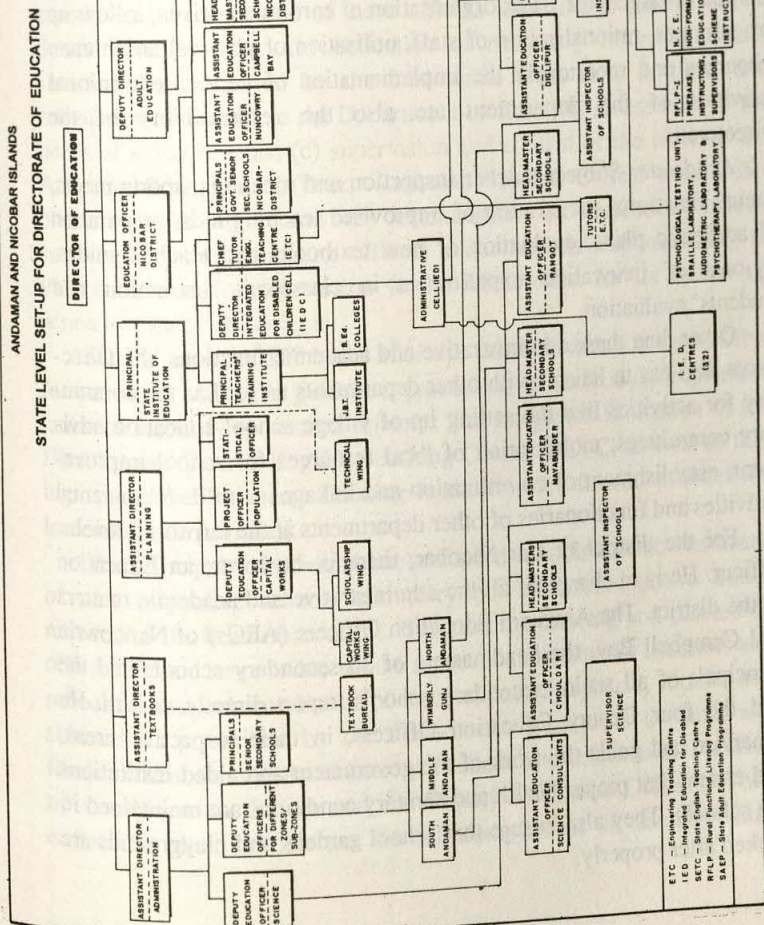 ANDAMAN AND NICOBAR ISLANDS
STATE LEVEL SET-UP FOR DIRECTORATE OF EDUCATION
DIRECTOR OF EDUCATION
ASSISTANT DIRECTOR
ADMINISTRATION
ASSISTANT DIRECTOR
TEXTBOOKS
ASSISTANT DIRECTOR
PLANNING
PRINCIPAL
STATE
INSTITUTE OF
EDUCATION
EDUCATION OFFICER
NICOBAR
DISTRICT
DEPUTY DIRECTOR
ADULT
EDUCATION
DEPUTY
EDUCATION
OFFICER
SCIENCE
DEPUTY
EDUCATION
OFFICERS
FOR DIFFERENT
ZONES/
SUB-ZONES
PRINCIPALS
SENIOR
SECONDARY
SCHOOLS
DEPUTY
EDUCATION
OFFICER
CAPITAL
WORKS
PROJECT
OFFICER
POPULATION
STATI-
STICAL
OFFICER
PRINCIPAL
TEACHERS'
TRAINING
INSTITUTE
DEPUTY
DIRECTOR
INTEGRATED
EDUCATION
FOR DISABLED
CHILDREN CELL
(IEDC)
CHIEF
TUTOR
ENGG.
TEACHING
CENTRE
(ETC)
PRINCIPALS
GOVT. SENIOR
SEC. SCHOOLS
NICOBAR-
DISTRICT
ASSISTANT
EDUCATION
OFFICER
NUNCOWRY
ASSISTANT
EDUCATION
OFFICER
CAMPBELL
BAY
TEXTBOOK
BUREAU
CAPITAL
WORKS
WING
SCHOLARSHIP
WING
TECHNICAL
WING
J.B.T.
INSTITUTE
B.Ed.
COLLEGES
SOUTH
ANDAMAN
MIDDLE
ANDAMAN
WIMBERLY
GUNJ
NORTH
ANDAMAN
ADMINISTRATIVE
CELL(IED)
ASSISTANT EDUCATION
OFFICER
SCIENCE CONSULTANTS
ASSISTANT EDUCATION
OFFICER
CHOULDARI
HEAD MASTERS
SECONDARY
SCHOOLS
ASSISTANT EDUCATION
OFFICER
MAYABUNDER
HEAD MASTER
SECONDARY
SCHOOLS
ASSISTANT EDUCATION
OFFICER
RANGOT
HEAD MASTER
SECONDARY
SCHOOLS
ASSISTANT EDUCATION
OFFICER
DIGLIPUR
SUPERVISOR
SCIENCE
ASSISTANT INSPECTOR
OF SCHOOLS
TUTORS
E.T.C.
ASSISTANT INSPECTOR
OF SCHOOLS
I.E.D.
CENTRES
(32)
PSYCHOLOGICAL TESTING UNIT,
BRAILLE LABORATORY,
AUDIOMETRIC LABORATORY &
PSYCHOTHERAPY LABORATORY
RFLP-I
PRERAKS,
INSTRUCTORS,
SUPERVISORS
N.F.E.
ETC — Engineering Teaching Centre
IED — Integrated Education for Disabled
SETC — State English Teaching Centre
RFLP — Rural Functional Literacy Programme
SAEP — State Adult Education Programme